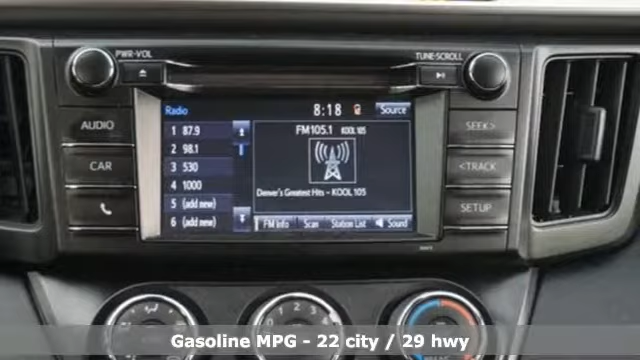 PWR·VOL
TUNE·SCROLL
AUDIO
CAR
SEEK>
<TRACK
SETUP
Radio
8:18
Source
1 87.9
2 98.1
3 530
4 1000
5 (add new)
6 (add new)
FM 105.1 KOOL 105
Denver's Greatest Hits - KOOL 105
FM Info
Scan
Station List
Sound
Gasoline MPG - 22 city / 29 hwy